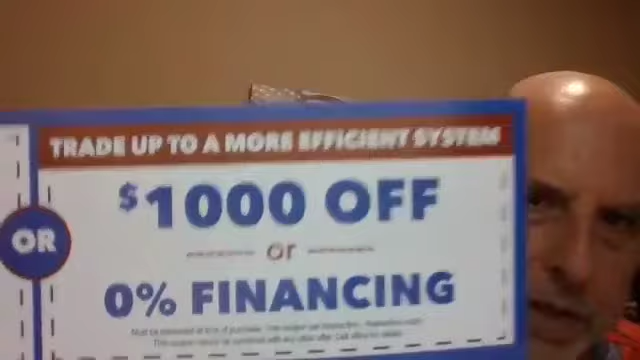 TRADE UP TO A MORE EFFICIENT SYSTEM
$1000 OFF
OR
or
0% FINANCING